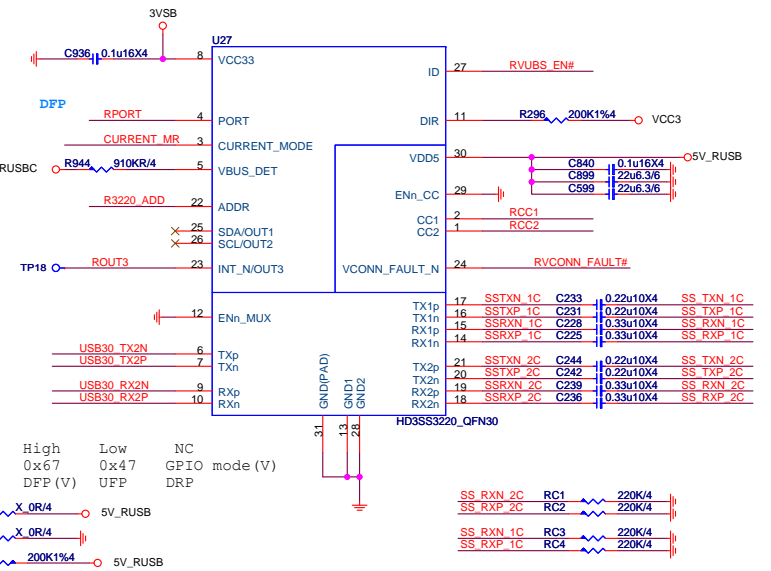 3VSB
U27
C936 0.1u16X4 8 VCC33
ID 27 RVUBS_EN#
DFP
RPORT 4 PORT
DIR 11 R296 200K1%4 VCC3
CURRENT_MR 3 CURRENT_MODE
VDD5 30 5V_RUSB
RUSBC R944 910KR/4 5 VBUS_DET
C840 0.1u16X4
C899 22u6.3/6
C599 22u6.3/6
ENn_CC 29
R3220_ADD 22 ADDR
CC1 2 RCC1
CC2 1 RCC2
25 SDA/OUT1
26 SCL/OUT2
TP18 ROUT3 23 INT_N/OUT3
VCONN_FAULT_N 24 RVCONN_FAULT#
12 ENn_MUX
TX1p 17 SSTXN_1C C233 0.22u10X4 SS_TXN_1C
TX1n 16 SSTXP_1C C231 0.22u10X4 SS_TXP_1C
RX1p 15 SSRXN_1C C228 0.33u10X4 SS_RXN_1C
RX1n 14 SSRXP_1C C225 0.33u10X4 SS_RXP_1C
USB30_TX2N 6 TXp
USB30_TX2P 7 TXn
TX2p 21 SSTXN_2C C244 0.22u10X4 SS_TXN_2C
TX2n 20 SSTXP_2C C242 0.22u10X4 SS_TXP_2C
USB30_RX2N 9 RXp
USB30_RX2P 10 RXn
RX2p 19 SSRXN_2C C239 0.33u10X4 SS_RXN_2C
RX2n 18 SSRXP_2C C236 0.33u10X4 SS_RXP_2C
GND(PAD) GND1 GND2
31 13 28
HD3SS3220_QFN30
High Low NC
0x67 0x47 GPIO mode(V)
DFP(V) UFP DRP
X_0R/4 5V_RUSB
X_0R/4
200K1%4 5V_RUSB
SS_RXN_2C RC1 220K/4
SS_RXP_2C RC2 220K/4
SS_RXN_1C RC3 220K/4
SS_RXP_1C RC4 220K/4